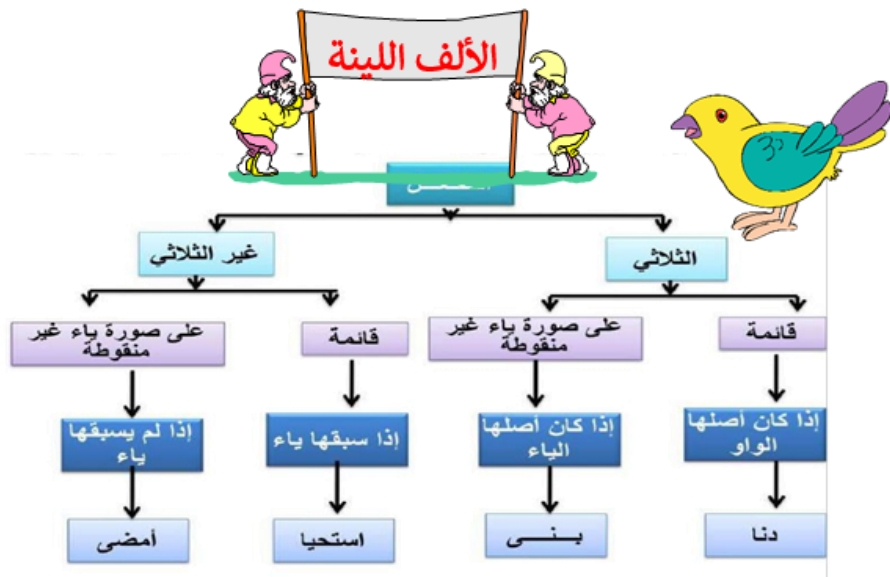 الألف اللينة
الثلاثي
غير الثلاثي
قائمة
على صورة ياء غير
منقوطة
قائمة
على صورة ياء غير
منقوطة
إذا كان أصلها
الواو
إذا كان أصلها
الياء
إذا سبقها ياء
إذا لم يسبقها
ياء
دنا
بـــنـــى
استحيا
أمضى